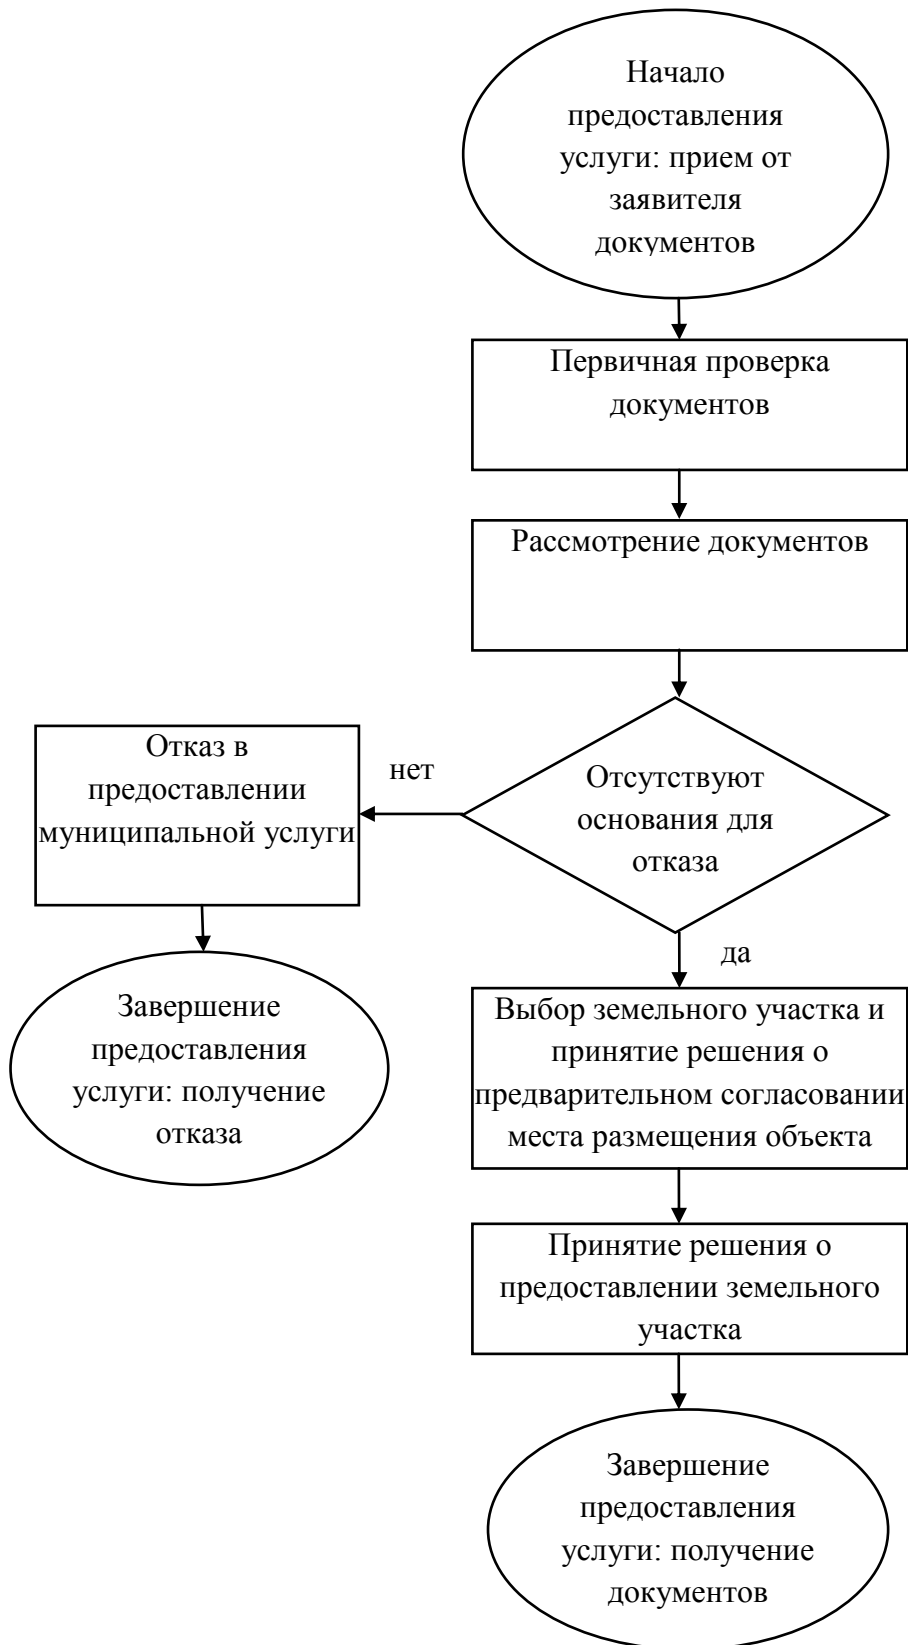 Начало
предоставления
услуги: прием от
заявителя
документов
Первичная проверка
документов
Рассмотрение документов
Отсутствуют
основания для
отказа
нет
Отказ в
предоставлении
муниципальной услуги
Завершение
предоставления
услуги: получение
отказа
да
Выбор земельного участка и
принятие решения о
предварительном согласовании
места размещения объекта
Принятие решения о
предоставлении земельного
участка
Завершение
предоставления
услуги: получение
документов